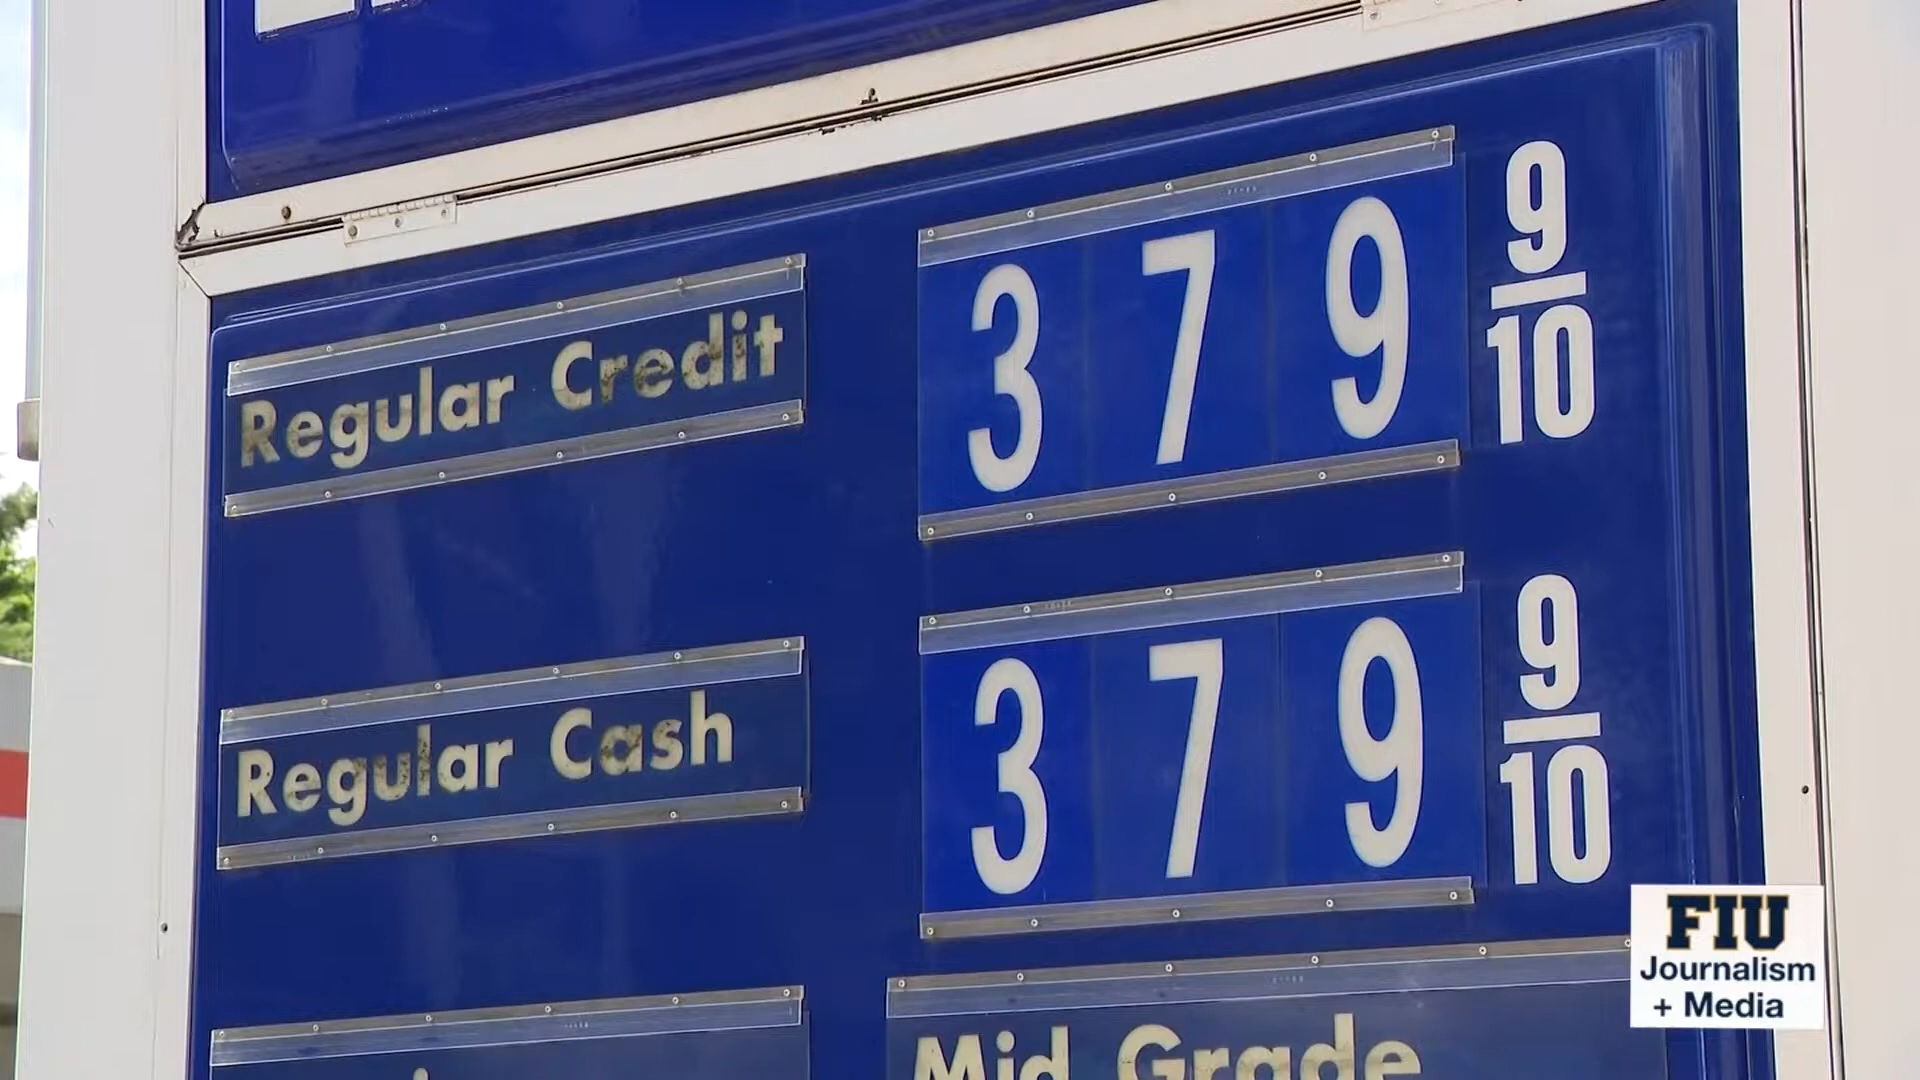 Regular Credit 3 7 9 9/10
Regular Cash 3 7 9 9/10
Mid Grade
FIU
Journalism
+ Media